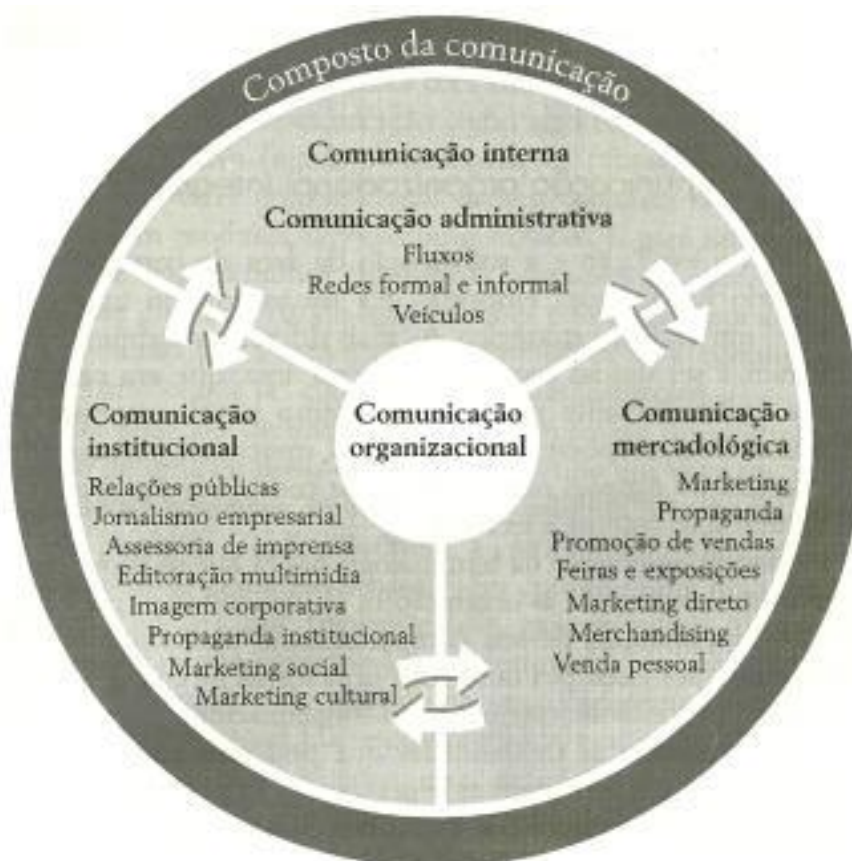 Composto da comunicação
Comunicação interna
Comunicação administrativa
Fluxos
Redes formal e informal
Veículos
Comunicação
institucional
Relações públicas
Jornalismo empresarial
Assessoria de imprensa
Editoração multimidia
Imagem corporativa
Propaganda institucional
Marketing social
Marketing cultural
Comunicação
organizacional
Comunicação
mercadológica
Marketing
Propaganda
Promoção de vendas
Feiras e exposições
Marketing direto
Merchandising
Venda pessoal